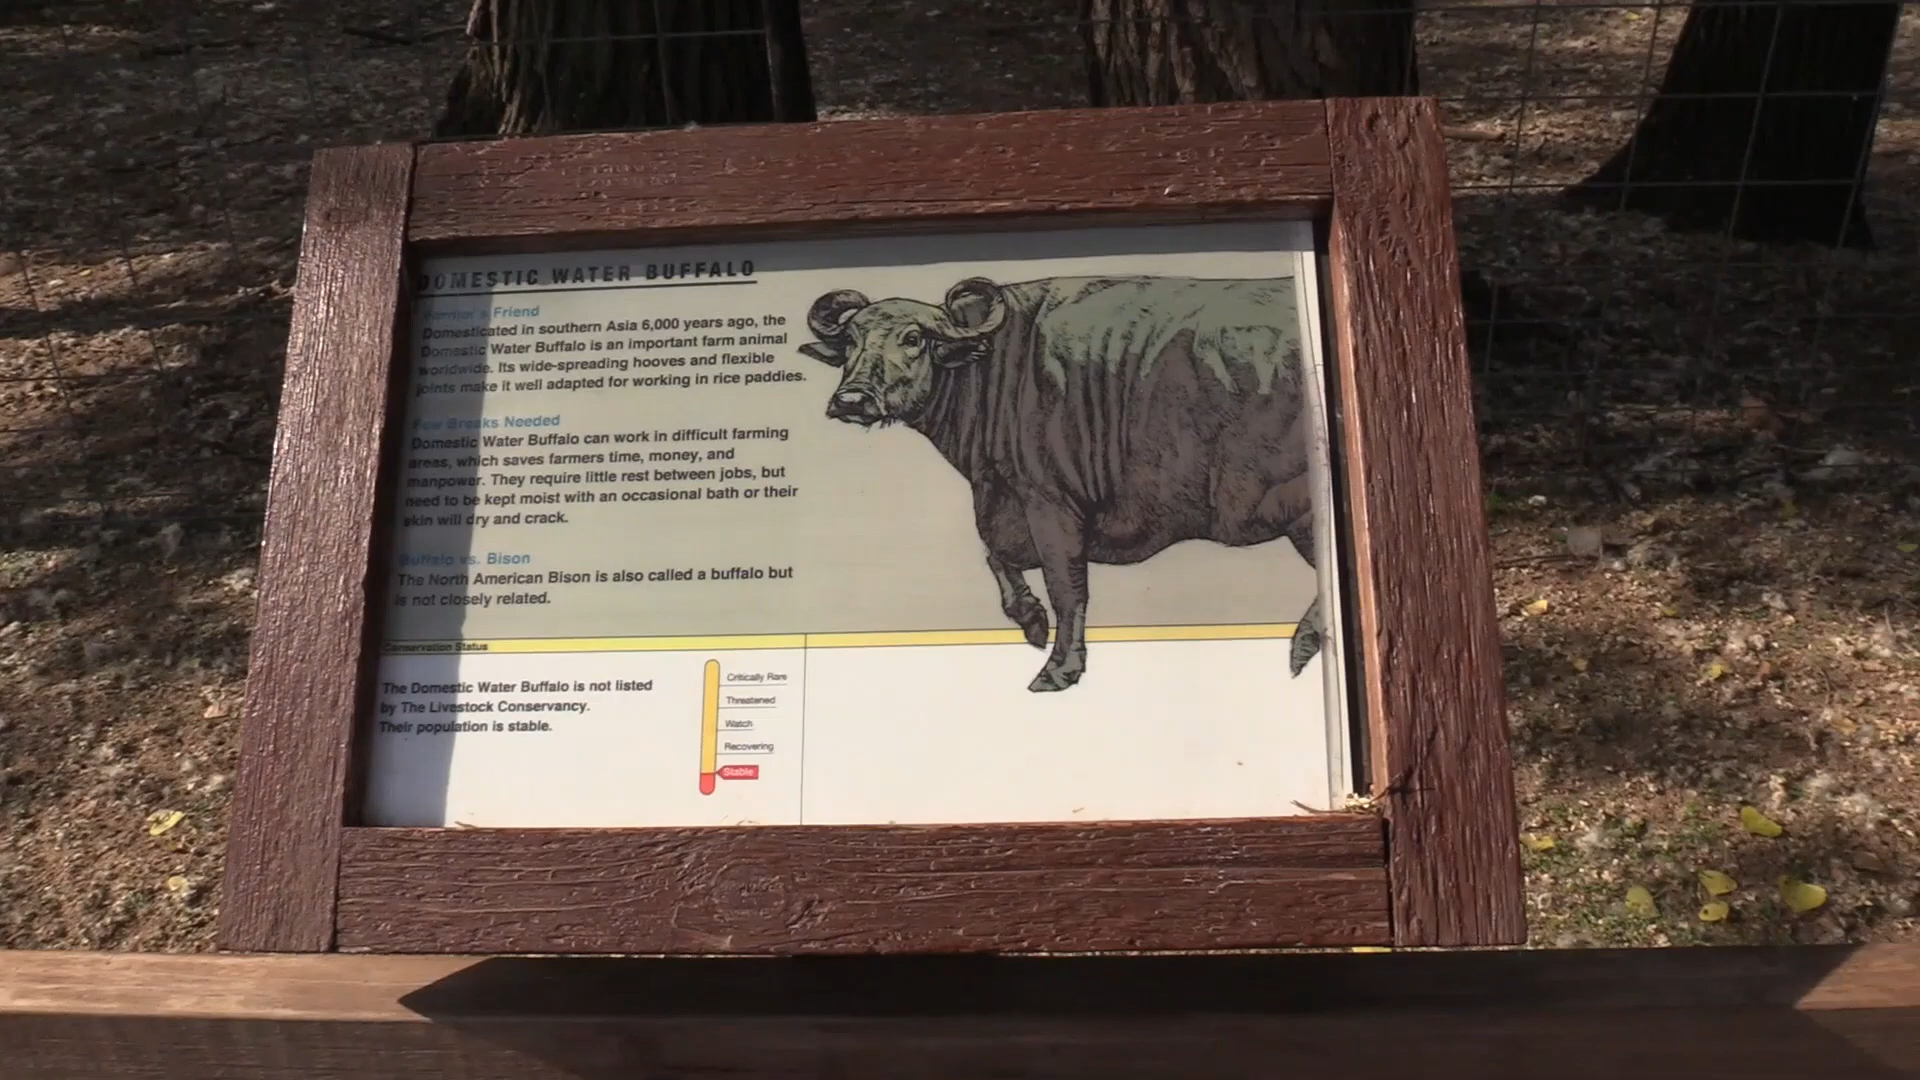 DOMESTIC WATER BUFFALO
Farmer's Friend
Domesticated in southern Asia 6,000 years ago, the
Domestic Water Buffalo is an important farm animal
worldwide. Its wide-spreading hooves and flexible
joints make it well adapted for working in rice paddies.
Few Breaks Needed
Domestic Water Buffalo can work in difficult farming
areas, which saves farmers time, money, and
manpower. They require little rest between jobs, but
need to be kept moist with an occasional bath or their
skin will dry and crack.
Buffalo vs. Bison
The North American Bison is also called a buffalo but
is not closely related.
Conservation Status
The Domestic Water Buffalo is not listed
by The Livestock Conservancy.
Their population is stable.
Critically Rare
Threatened
Watch
Recovering
Stable